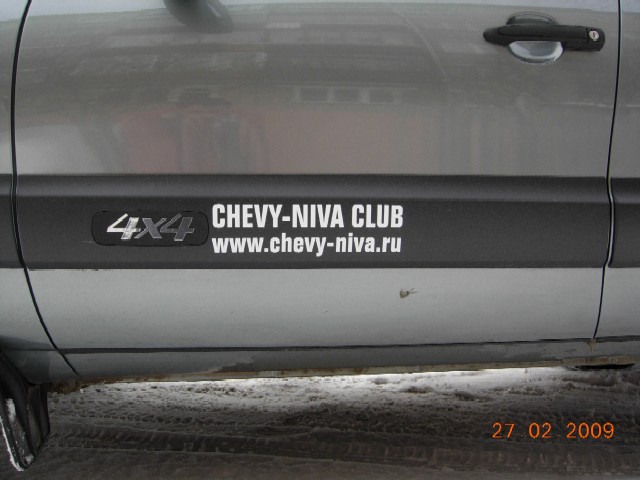 4x4
CHEVY-NIVA CLUB
www.chevy-niva.ru
27 02 2009